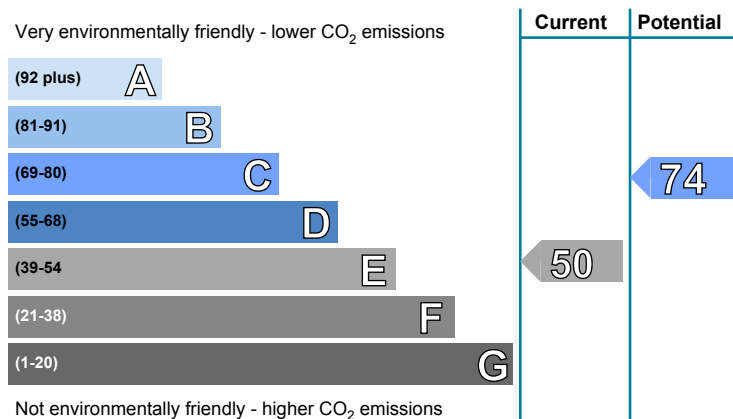 Current Potential
Very environmentally friendly - lower CO₂ emissions
(92 plus) A
(81-91) B
(69-80) C
74
(55-68) D
(39-54 E
50
(21-38) F
(1-20) G
Not environmentally friendly - higher CO₂ emissions